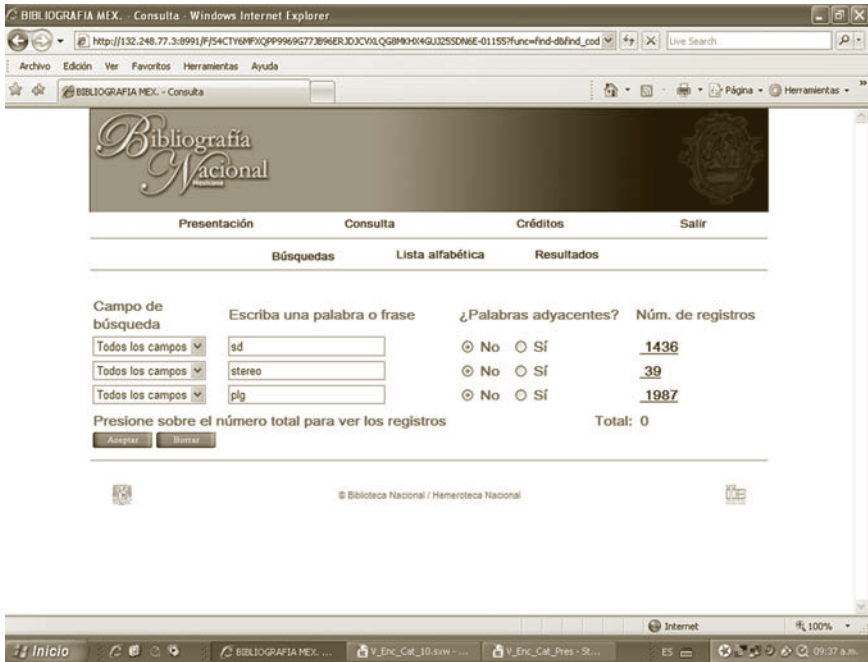 BIBLIOGRAFIA MEX. - Consulta - Windows Internet Explorer
Live Search
Archivo Edición Ver Favoritos Herramientas Ayuda
BIBLIOGRAFIA MEX. - Consulta Página Herramientas
Bibliografía
Nacional
Mexicana
Presentación Consulta Créditos Salir
Búsquedas Lista alfabética Resultados
Campo de búsqueda Escriba una palabra o frase ¿Palabras adyacentes? Núm. de registros
Todos los campos sd No Sí 1436
Todos los campos stereo No Sí 39
Todos los campos plg No Sí 1987
Presione sobre el número total para ver los registros Total: 0
Aceptar Borrar
© Biblioteca Nacional / Hemeroteca Nacional
Internet 100%
Inicio BIBLIOGRAFIA MEX. ... V_Enc_Cat_10.sxw - ... V_Enc_Cat_Pres - St... ES 09:37 a.m.